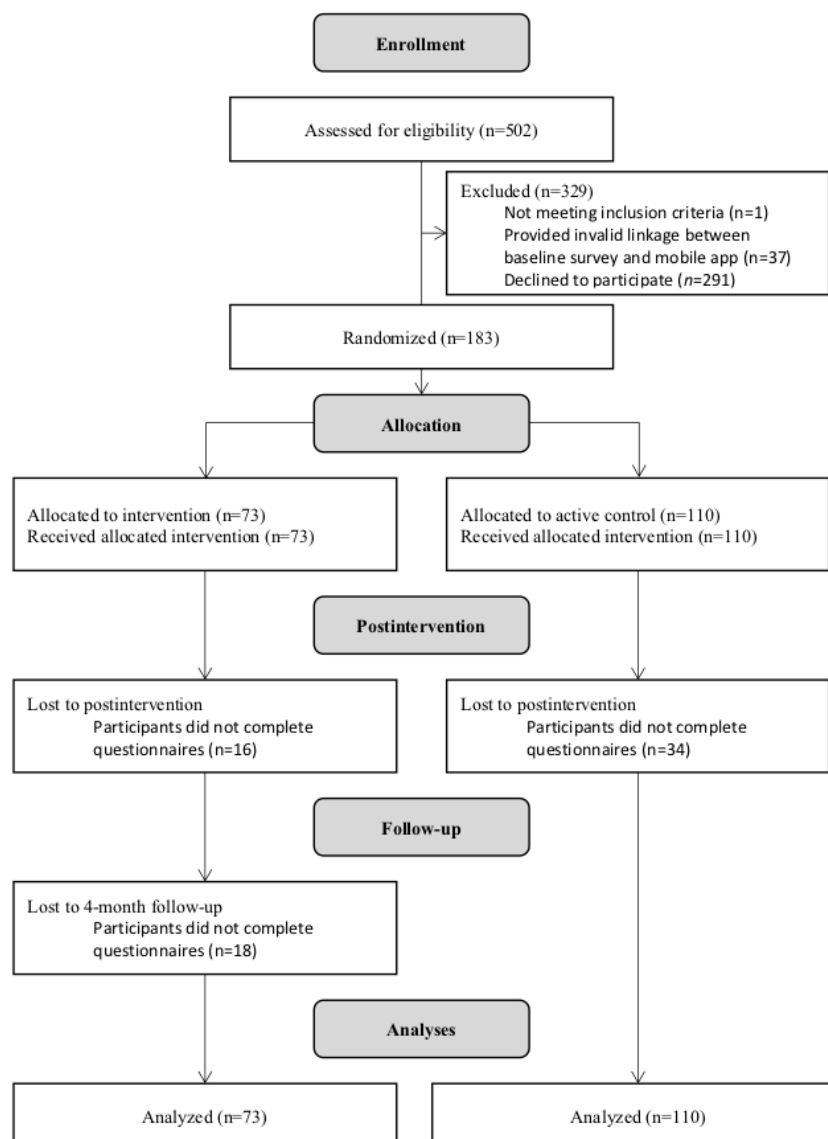 Enrollment
Assessed for eligibility (n=502)
Excluded (n=329)
Not meeting inclusion criteria (n=1)
Provided invalid linkage between
baseline survey and mobile app (n=37)
Declined to participate (n=291)
Randomized (n=183)
Allocation
Allocated to intervention (n=73)
Received allocated intervention (n=73)
Allocated to active control (n=110)
Received allocated intervention (n=110)
Postintervention
Lost to postintervention
Participants did not complete
questionnaires (n=16)
Lost to postintervention
Participants did not complete
questionnaires (n=34)
Follow-up
Lost to 4-month follow-up
Participants did not complete
questionnaires (n=18)
Analyses
Analyzed (n=73)
Analyzed (n=110)